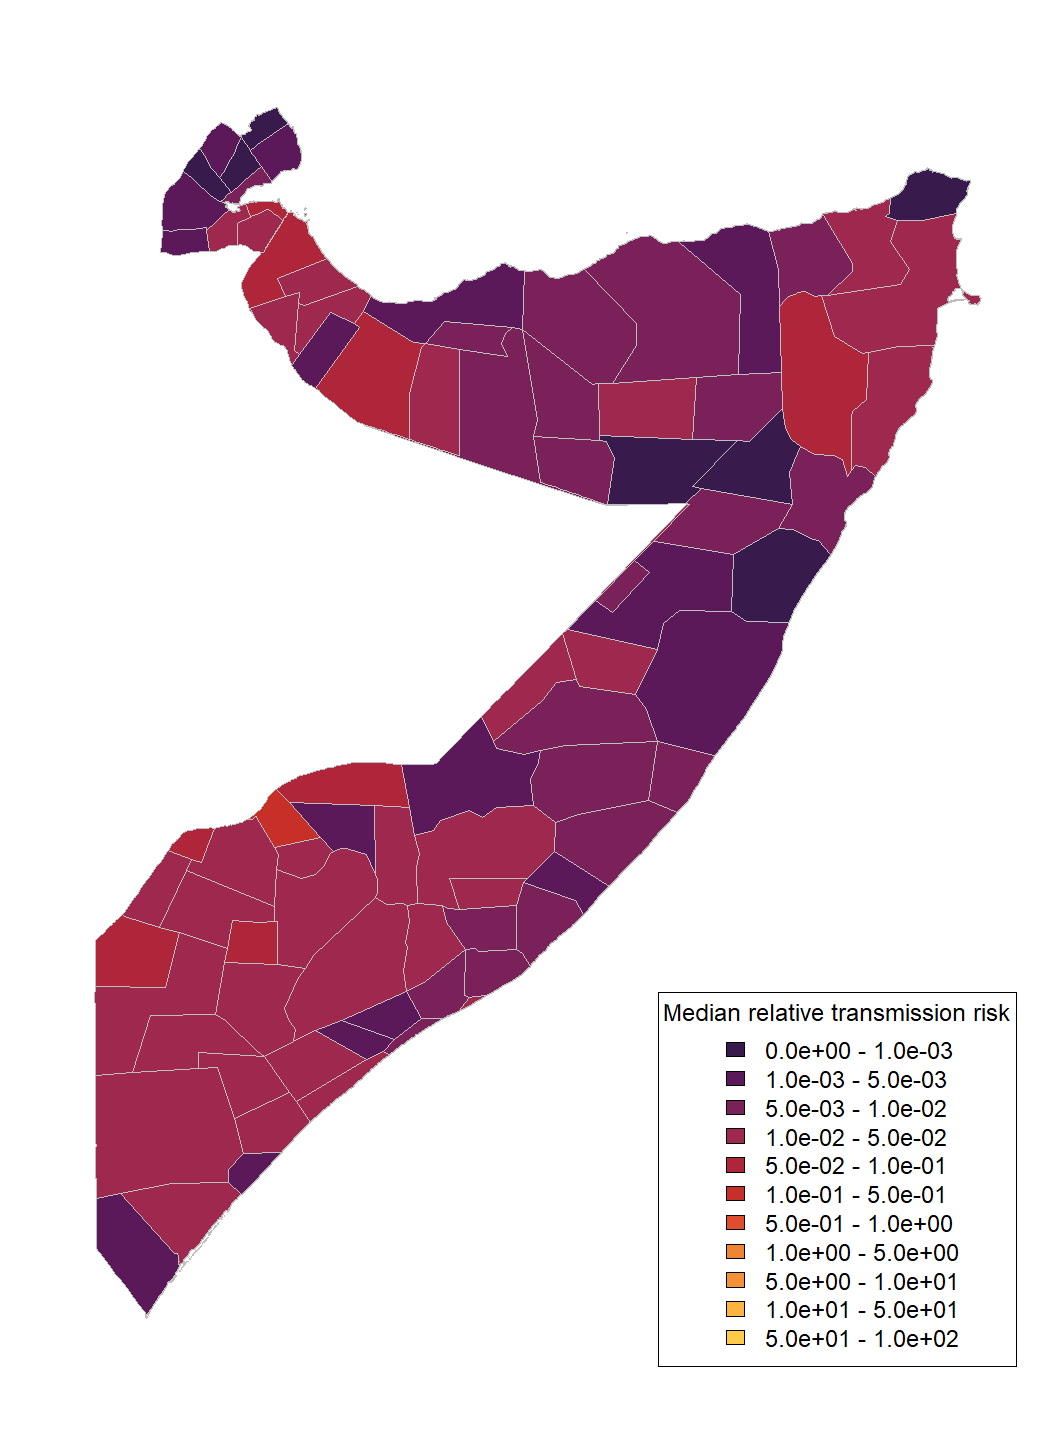 Median relative transmission risk
0.0e+00 - 1.0e-03
1.0e-03 - 5.0e-03
5.0e-03 - 1.0e-02
1.0e-02 - 5.0e-02
5.0e-02 - 1.0e-01
1.0e-01 - 5.0e-01
5.0e-01 - 1.0e+00
1.0e+00 - 5.0e+00
5.0e+00 - 1.0e+01
1.0e+01 - 5.0e+01
5.0e+01 - 1.0e+02